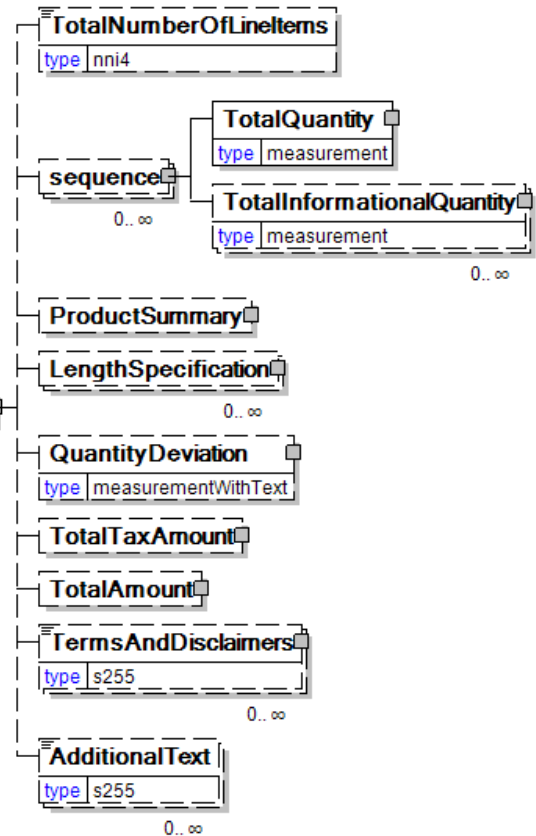 TotalNumberOfLineItems
type nni4
TotalQuantity
type measurement
sequence
0.. ∞
TotalInformationalQuantity
type measurement
0.. ∞
ProductSummary
LengthSpecification
0.. ∞
QuantityDeviation
type measurementWithText
TotalTaxAmount
TotalAmount
TermsAndDisclaimers
type s255
0.. ∞
AdditionalText
type s255
0.. ∞